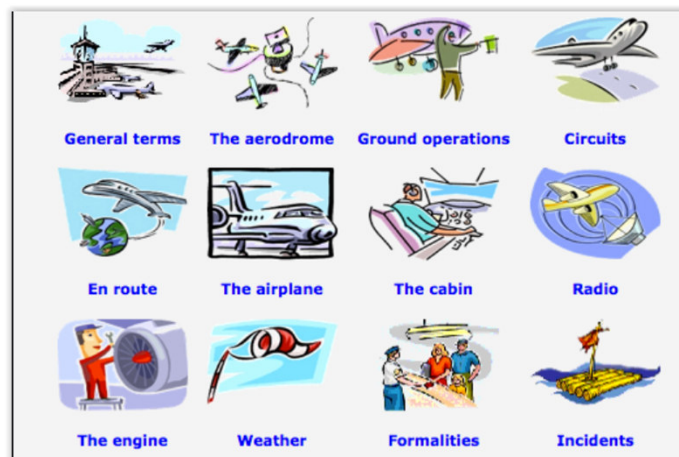 General terms
The aerodrome
Ground operations
Circuits
En route
The airplane
The cabin
Radio
The engine
Weather
Formalities
Incidents